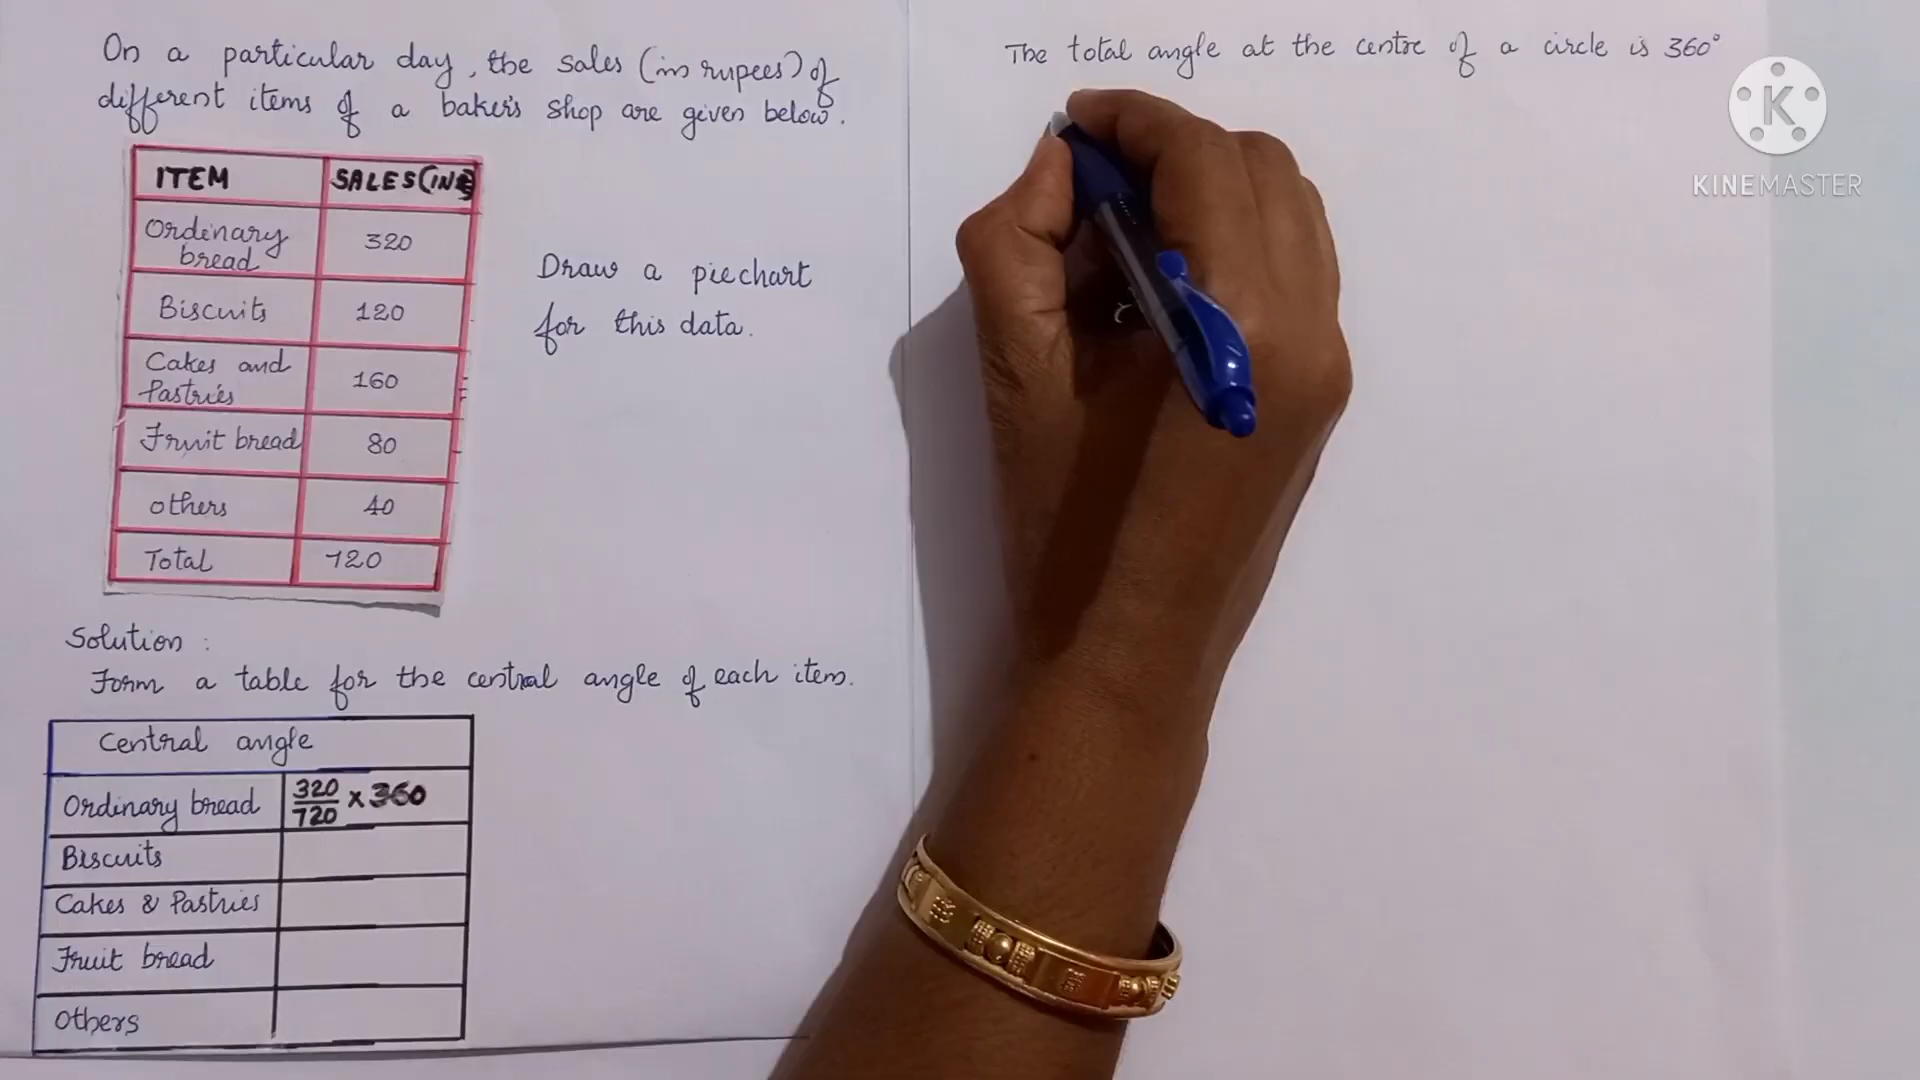 On a particular day, the sales (in rupees) of
different items of a baker's shop are given below.
ITEM SALES(IN₹)
Ordinary bread 320
Biscuits 120
Cakes and Pastries 160
Fruit bread 80
others 40
Total 720
Draw a piechart
for this data.
Solution :
Form a table for the central angle of each item.
Central angle
Ordinary bread 320/720 × 360
Biscuits
Cakes & Pastries
Fruit bread
Others
The total angle at the centre of a circle is 360°
K
KINEMASTER